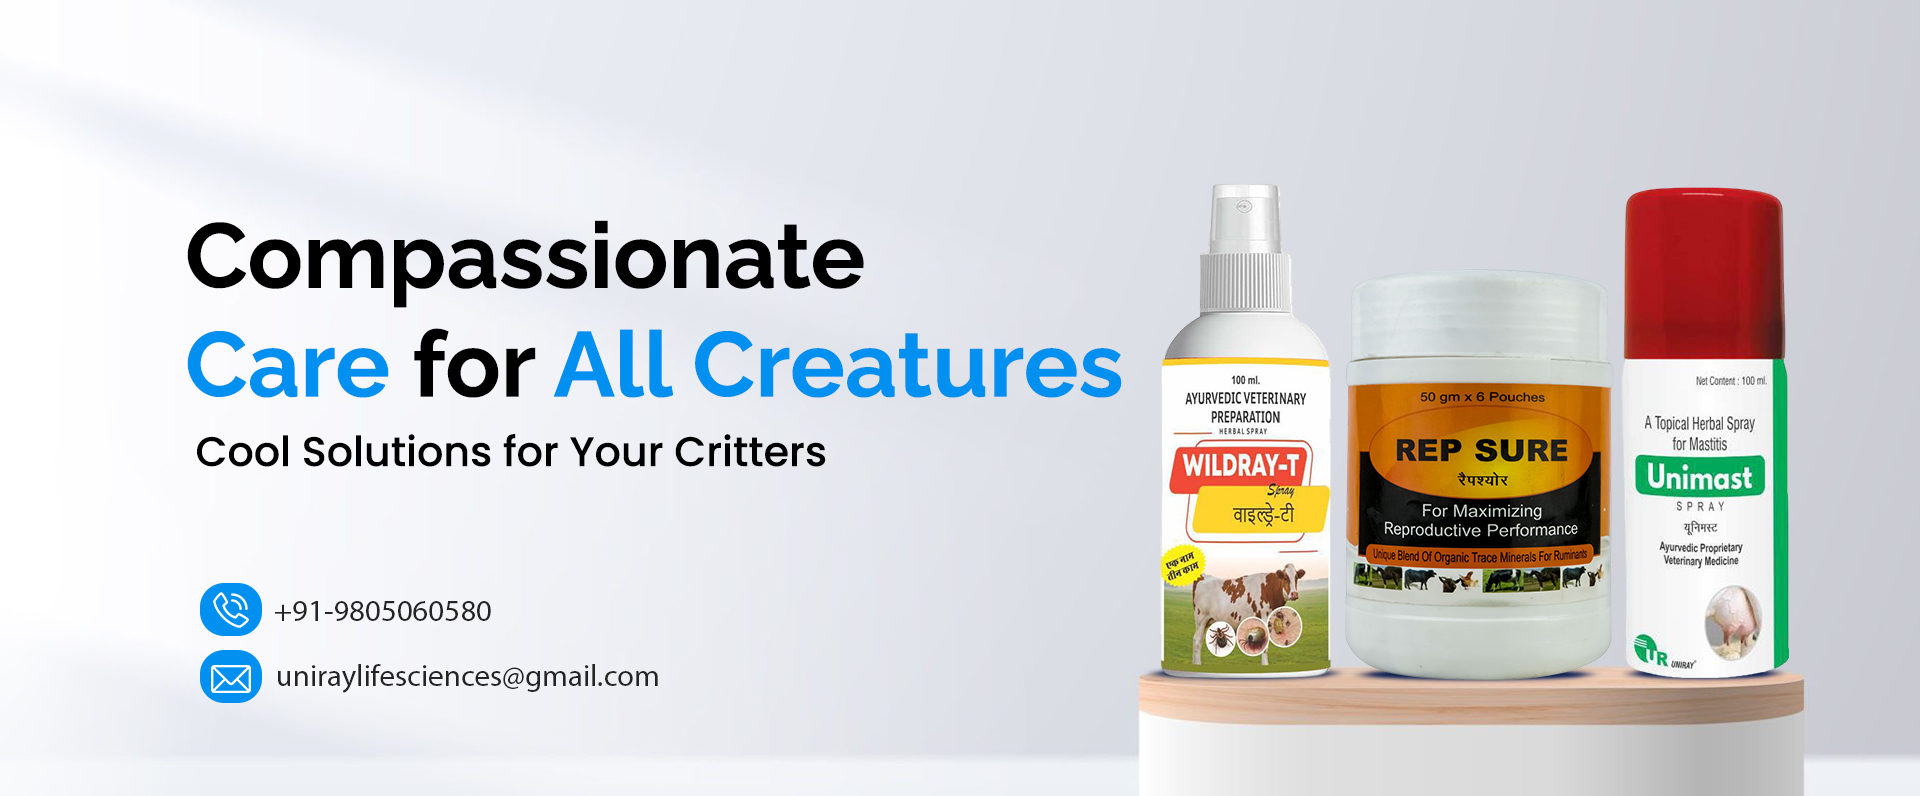 Compassionate
Care for All Creatures
Cool Solutions for Your Critters
+91-9805060580
uniraylifesciences@gmail.com
100 ml.
AYURVEDIC VETERINARY
PREPARATION
HERBAL SPRAY
WILDRAY-T
Spray
वाइल्ड्रे-टी
एक नाम
तीन काम
50 gm x 6 Pouches
REP SURE
रैपश्योर
For Maximizing
Reproductive Performance
Unique Blend Of Organic Trace Minerals For Ruminants
Net Content : 100 ml.
A Topical Herbal Spray
for Mastitis
Unimast
SPRAY
यूनिमस्ट
Ayurvedic Proprietary
Veterinary Medicine
UR UNIRAY®